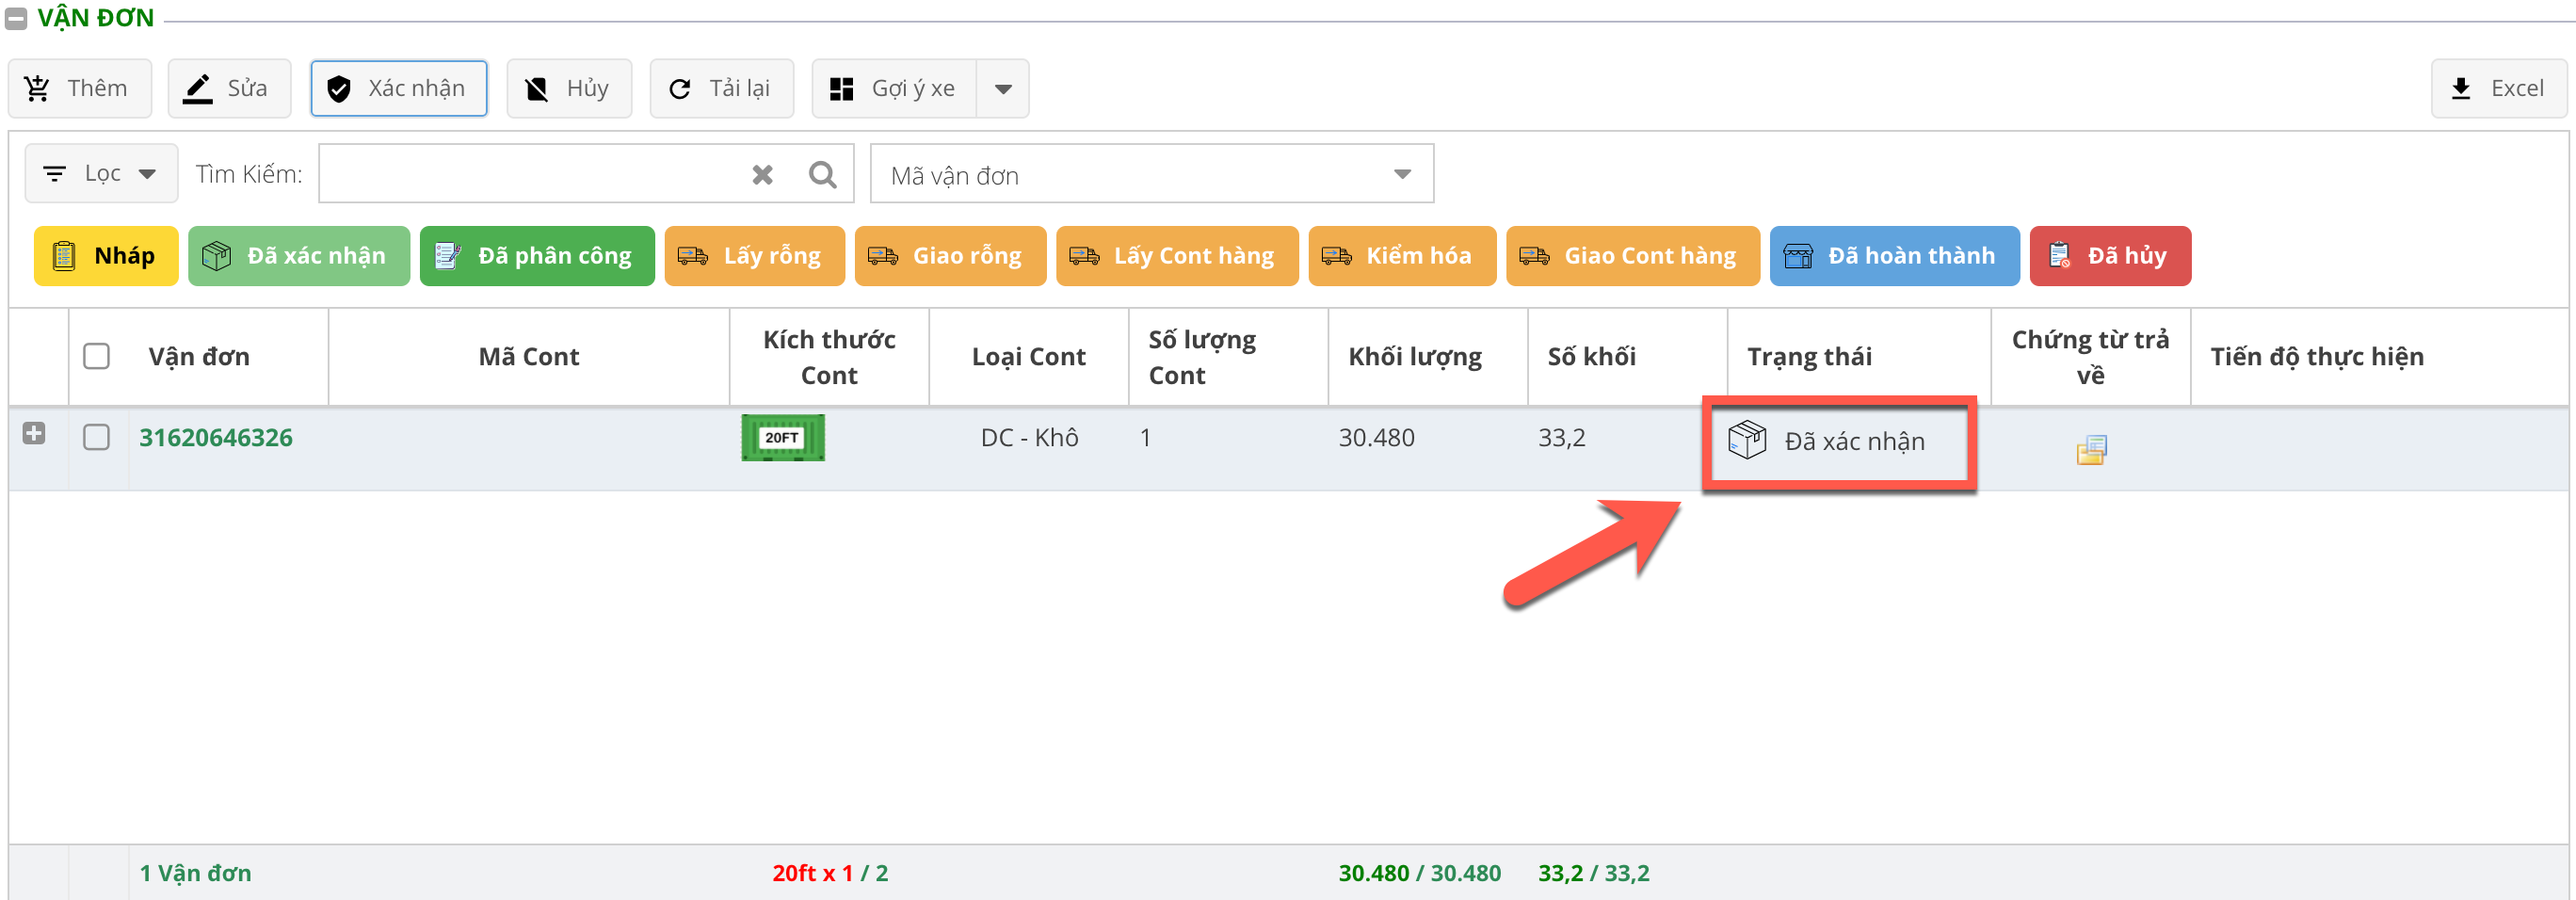 VẬN ĐƠN
Thêm Sửa Xác nhận Hủy Tải lại Gợi ý xe Excel
Lọc Tìm Kiếm: Mã vận đơn
Nháp Đã xác nhận Đã phân công Lấy rỗng Giao rỗng Lấy Cont hàng Kiểm hóa Giao Cont hàng Đã hoàn thành Đã hủy
Vận đơn Mã Cont Kích thước Cont Loại Cont Số lượng Cont Khối lượng Số khối Trạng thái Chứng từ trả về Tiến độ thực hiện
31620646326 20FT DC - Khô 1 30.480 33,2 Đã xác nhận
1 Vận đơn 20ft x 1 / 2 30.480 / 30.480 33,2 / 33,2